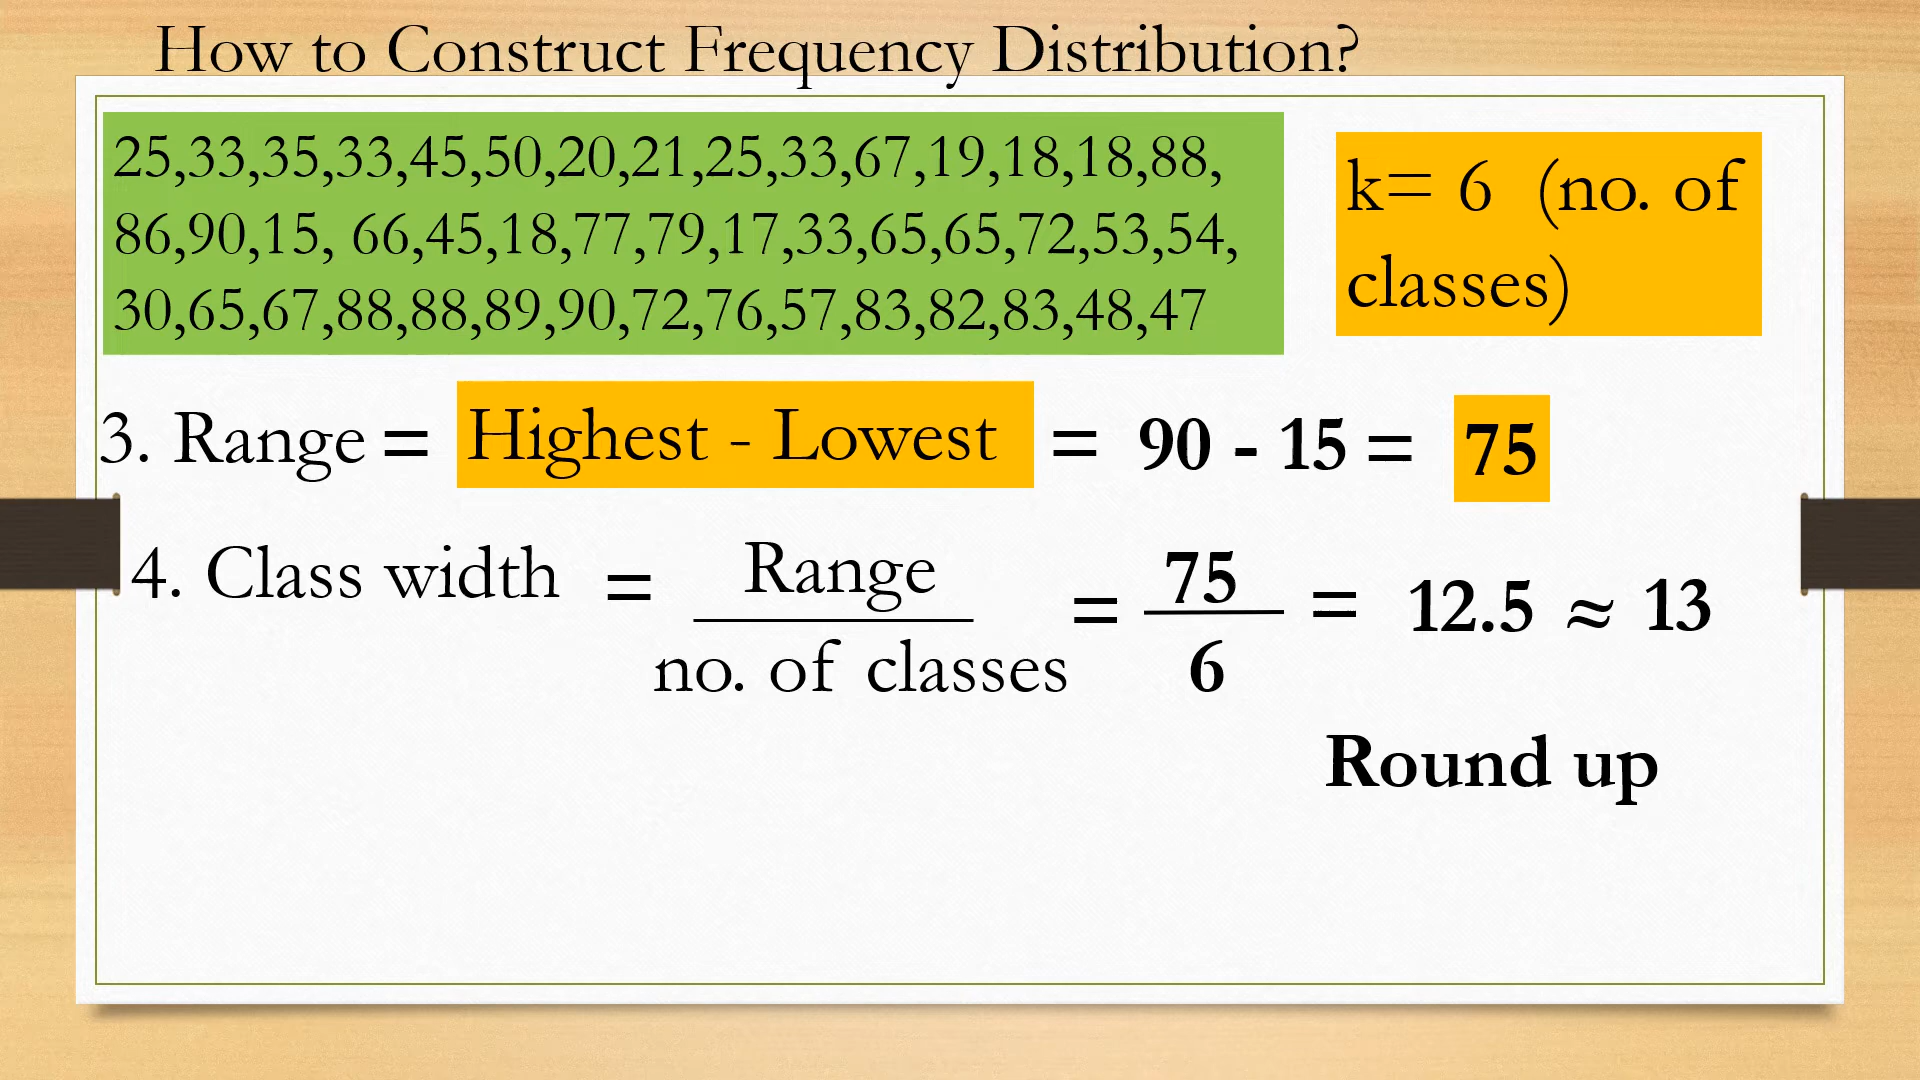 How to Construct Frequency Distribution?
25,33,35,33,45,50,20,21,25,33,67,19,18,18,88,
86,90,15, 66,45,18,77,79,17,33,65,65,72,53,54,
30,65,67,88,88,89,90,72,76,57,83,82,83,48,47
k= 6 (no. of
classes)
3. Range = Highest - Lowest = 90 - 15 = 75
4. Class width = Range
no. of classes
= 75
6
= 12.5 ≈ 13
Round up